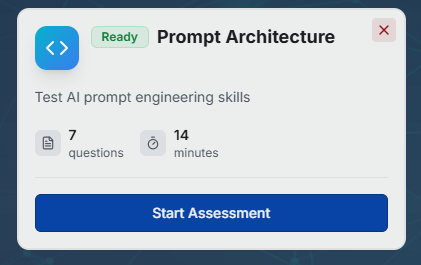 Ready
Prompt Architecture
Test AI prompt engineering skills
7
questions
14
minutes
Start Assessment